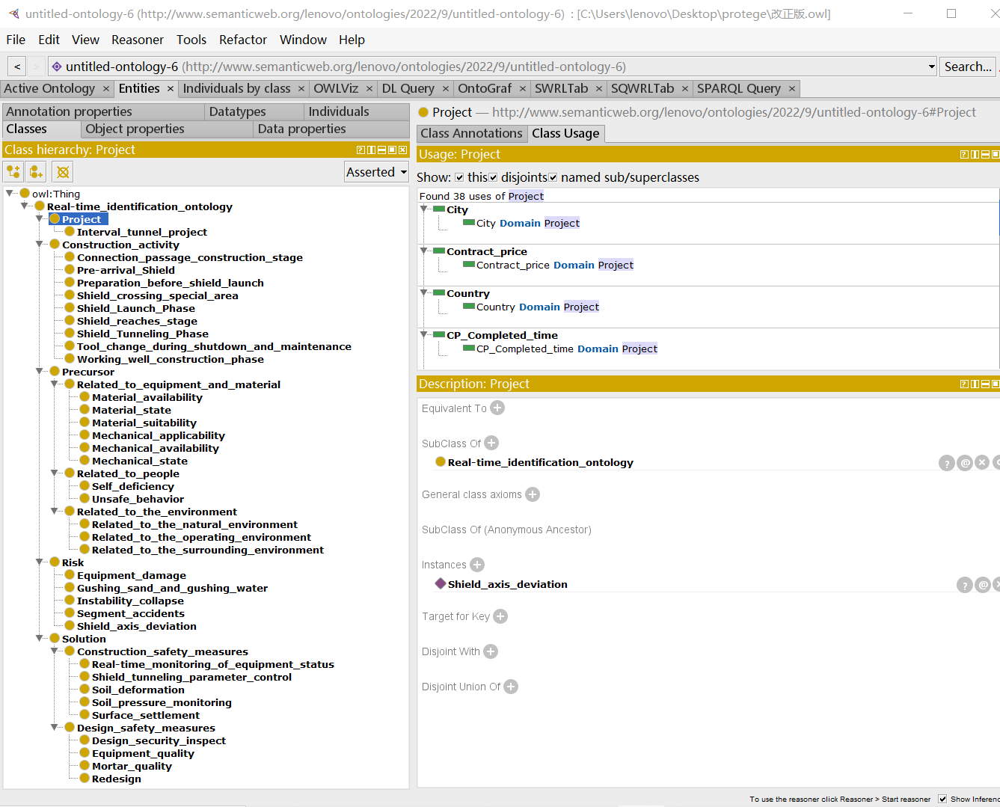 untitled-ontology-6 (http://www.semanticweb.org/lenovo/ontologies/2022/9/untitled-ontology-6) : [C:\Users\lenovo\Desktop\protege\改正版.owl]
File Edit View Reasoner Tools Refactor Window Help
< > untitled-ontology-6 (http://www.semanticweb.org/lenovo/ontologies/2022/9/untitled-ontology-6) Search...
Active Ontology × Entities × Individuals by class × OWLViz × DL Query × OntoGraf × SWRLTab × SQWRLTab × SPARQL Query ×
Annotation properties Datatypes Individuals
Classes Object properties Data properties
Class hierarchy: Project
Asserted
owl:Thing
Real-time_identification_ontology
Project
Interval_tunnel_project
Construction_activity
Connection_passage_construction_stage
Pre-arrival_Shield
Preparation_before_shield_launch
Shield_crossing_special_area
Shield_Launch_Phase
Shield_reaches_stage
Shield_Tunneling_Phase
Tool_change_during_shutdown_and_maintenance
Working_well_construction_phase
Precursor
Related_to_equipment_and_material
Material_availability
Material_state
Material_suitability
Mechanical_applicability
Mechanical_availability
Mechanical_state
Related_to_people
Self_deficiency
Unsafe_behavior
Related_to_the_environment
Related_to_the_natural_environment
Related_to_the_operating_environment
Related_to_the_surrounding_environment
Risk
Equipment_damage
Gushing_sand_and_gushing_water
Instability_collapse
Segment_accidents
Shield_axis_deviation
Solution
Construction_safety_measures
Real-time_monitoring_of_equipment_status
Shield_tunneling_parameter_control
Soil_deformation
Soil_pressure_monitoring
Surface_settlement
Design_safety_measures
Design_security_inspect
Equipment_quality
Mortar_quality
Redesign
Project — http://www.semanticweb.org/lenovo/ontologies/2022/9/untitled-ontology-6#Project
Class Annotations Class Usage
Usage: Project
Show: this disjoints named sub/superclasses
Found 38 uses of Project
City
City Domain Project
Contract_price
Contract_price Domain Project
Country
Country Domain Project
CP_Completed_time
CP_Completed_time Domain Project
Description: Project
Equivalent To
SubClass Of
Real-time_identification_ontology
General class axioms
SubClass Of (Anonymous Ancestor)
Instances
Shield_axis_deviation
Target for Key
Disjoint With
Disjoint Union Of
To use the reasoner click Reasoner > Start reasoner Show